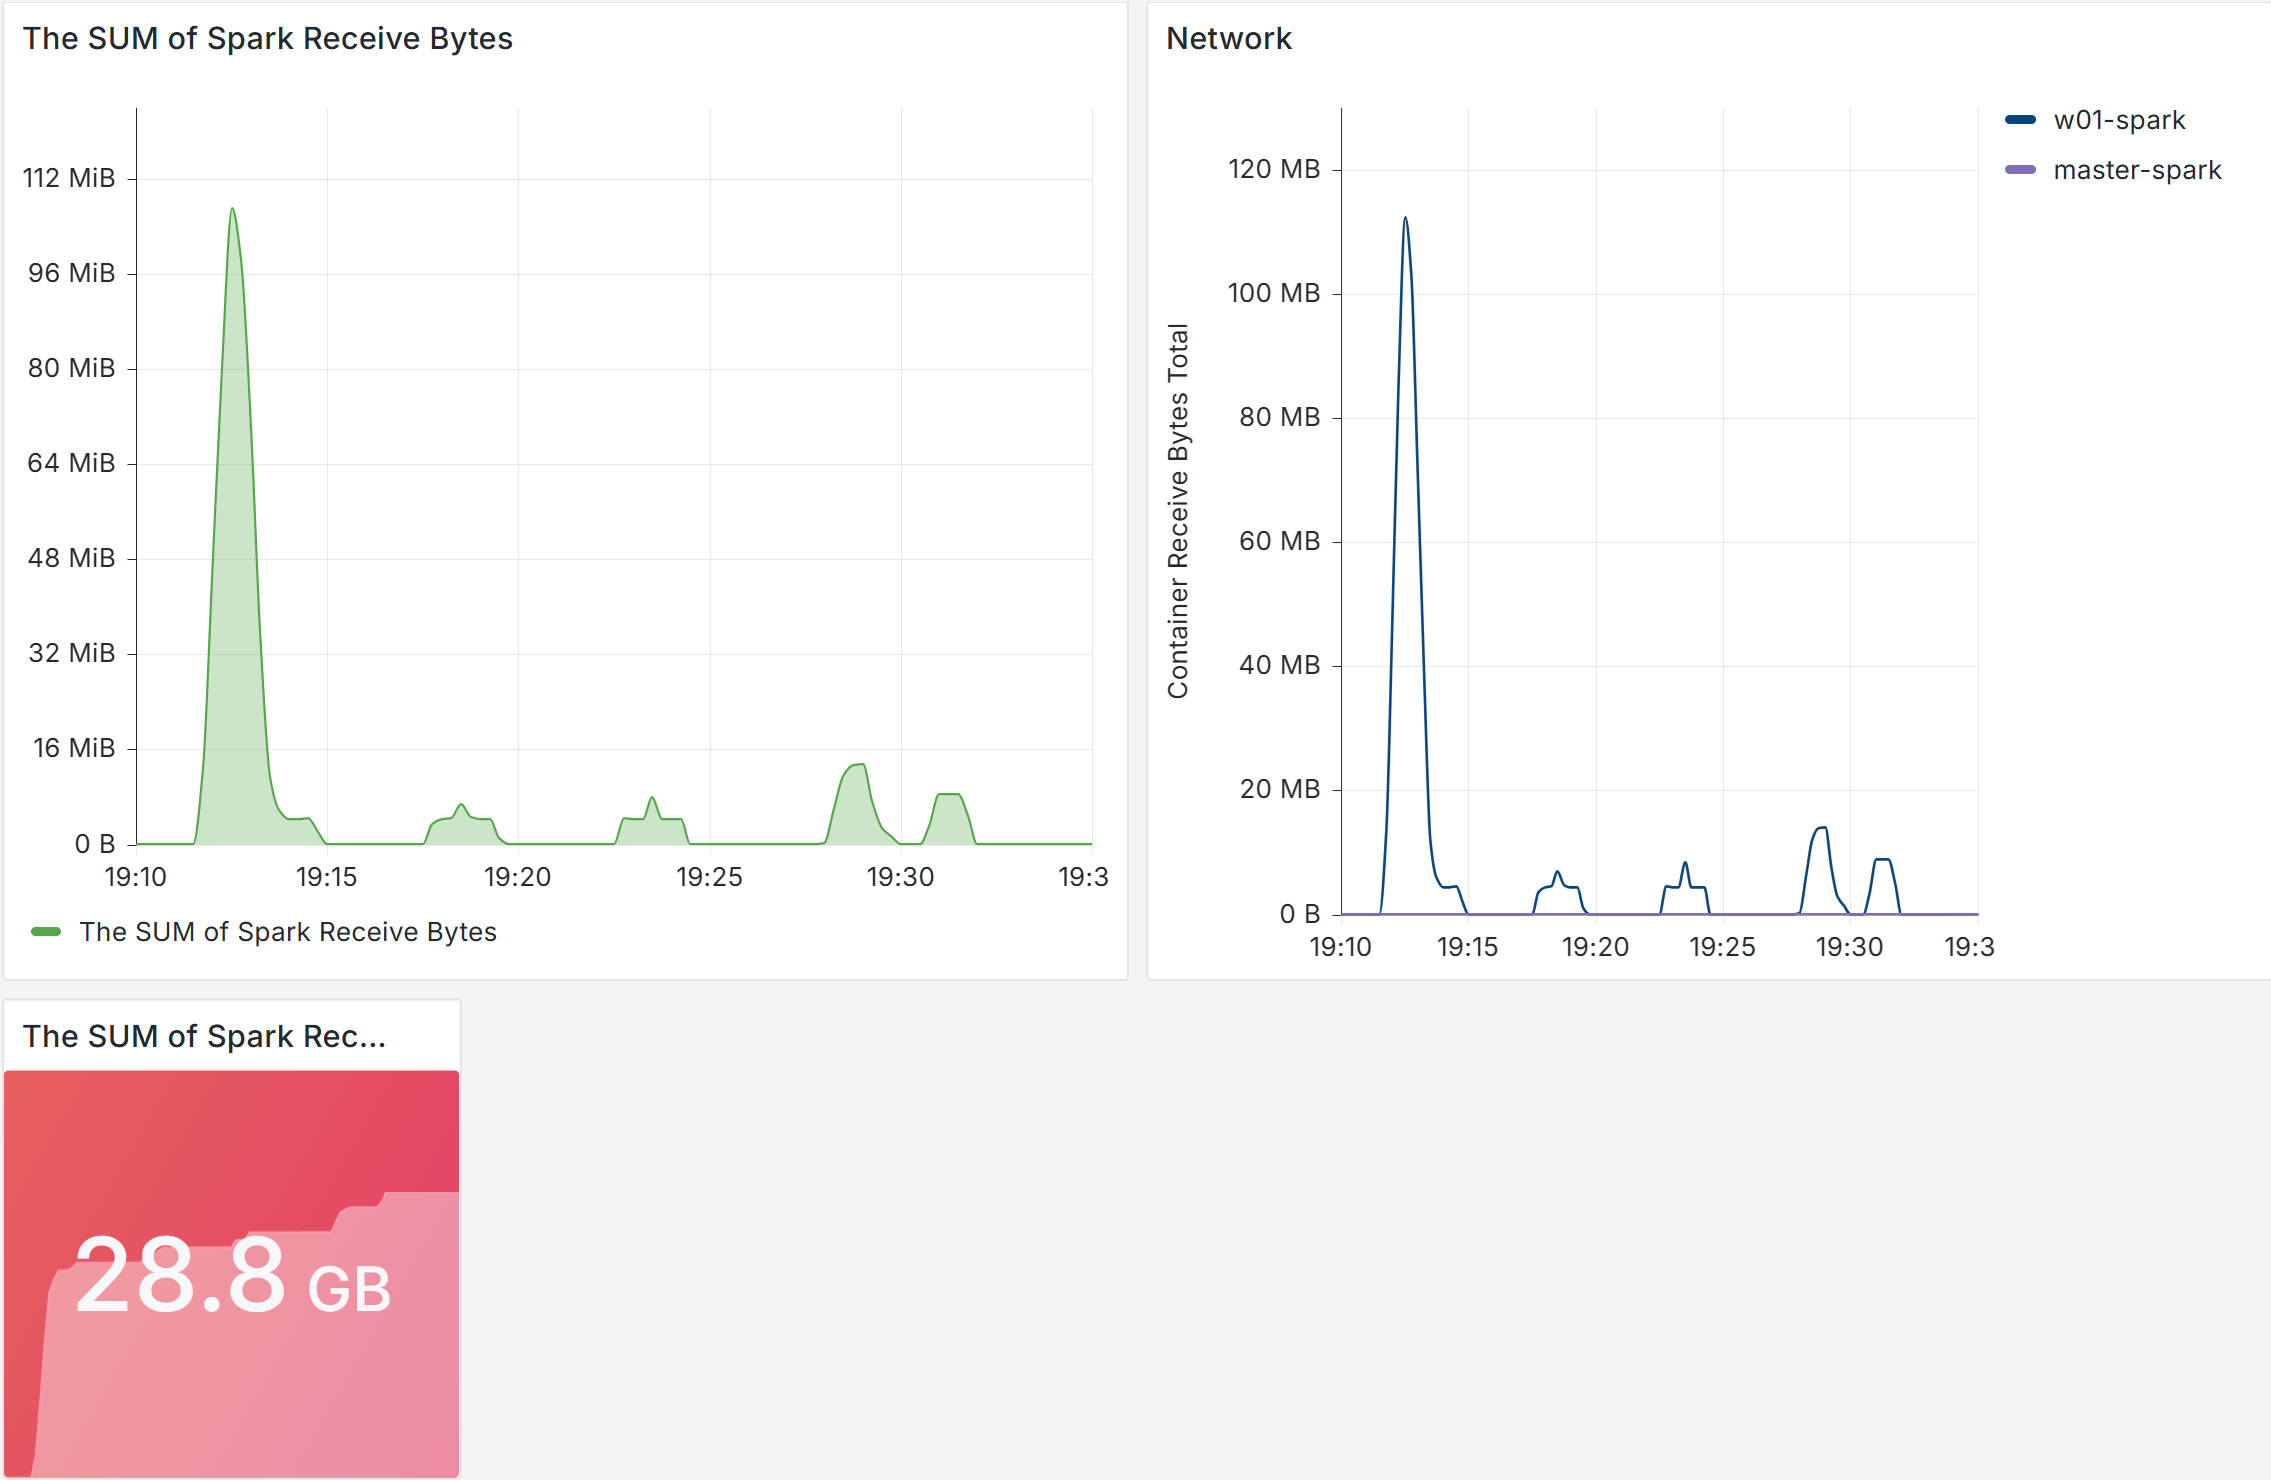 The SUM of Spark Receive Bytes
112 MiB
96 MiB
80 MiB
64 MiB
48 MiB
32 MiB
16 MiB
0 B
19:10 19:15 19:20 19:25 19:30 19:3
The SUM of Spark Receive Bytes
Network
Container Receive Bytes Total
120 MB
100 MB
80 MB
60 MB
40 MB
20 MB
0 B
19:10 19:15 19:20 19:25 19:30 19:3
w01-spark
master-spark
The SUM of Spark Rec...
28.8 GB